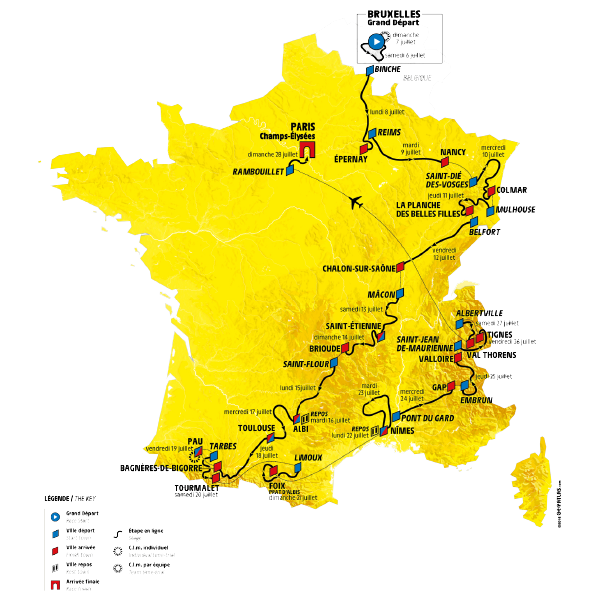 BRUXELLES
Grand Départ
dimanche
7 juillet
samedi 6 juillet
BINCHE
BELGIQUE
lundi 8 juillet
REIMS
PARIS
Champs-Élysées
dimanche 28 juillet
RAMBOUILLET
ÉPERNAY
mardi
9 juillet
NANCY
mercredi
10 juillet
SAINT-DIÉ
DES-VOSGES
jeudi 11 juillet
COLMAR
LA PLANCHE
DES BELLES FILLES
MULHOUSE
BELFORT
vendredi
12 juillet
CHALON-SUR-SAÔNE
MÂCON
samedi 13 juillet
ALBERTVILLE
samedi 27 juillet
SAINT-ÉTIENNE
dimanche 14 juillet
TIGNES
vendredi 26 juillet
BRIOUDE
SAINT-JEAN
DE-MAURIENNE
VAL THORENS
SAINT-FLOUR
VALLOIRE
jeudi 25 juillet
lundi 15 juillet
mardi
23 juillet
mercredi
24 juillet
GAP
EMBRUN
mercredi 17 juillet
REPOS
mardi 16 juillet
ALBI
PONT DU GARD
TOULOUSE
REPOS
lundi 22 juillet
NÎMES
PAU
vendredi 19 juillet
TARBES
jeudi
18 juillet
LIMOUX
BAGNÈRES-DE-BIGORRE
TOURMALET
samedi 20 juillet
FOIX
PRAT D'ALBIS
dimanche 21 juillet
LÉGENDE / THE KEY
Grand Départ
Ville départ
Étape en ligne
Ville arrivée
C.l.m. individuel
Ville repos
C.l.m. par équipe
Arrivée finale